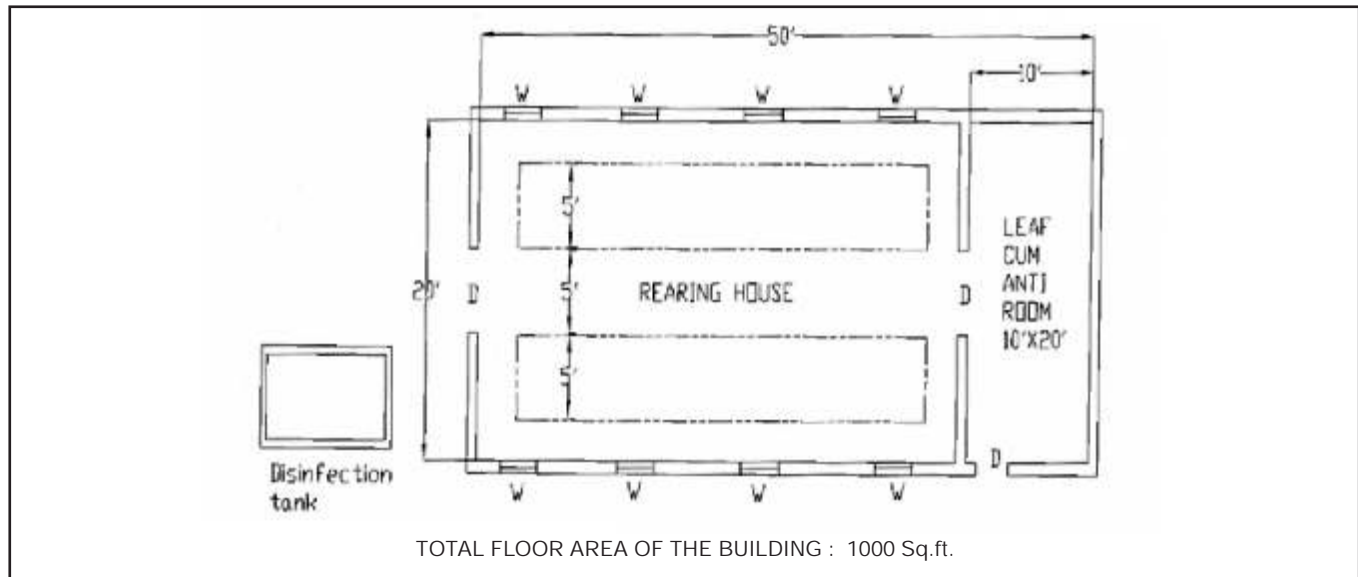 50'
10'
W W W W
5'
LEAF
CUM
ANTI
ROOM
10'X20'
20' D 5' REARING HOUSE D
5'
Disinfection
tank
D
W W W W
TOTAL FLOOR AREA OF THE BUILDING : 1000 Sq.ft.